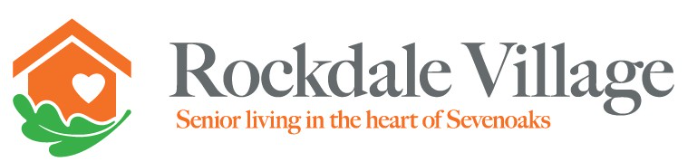 Rockdale Village
Senior living in the heart of Sevenoaks